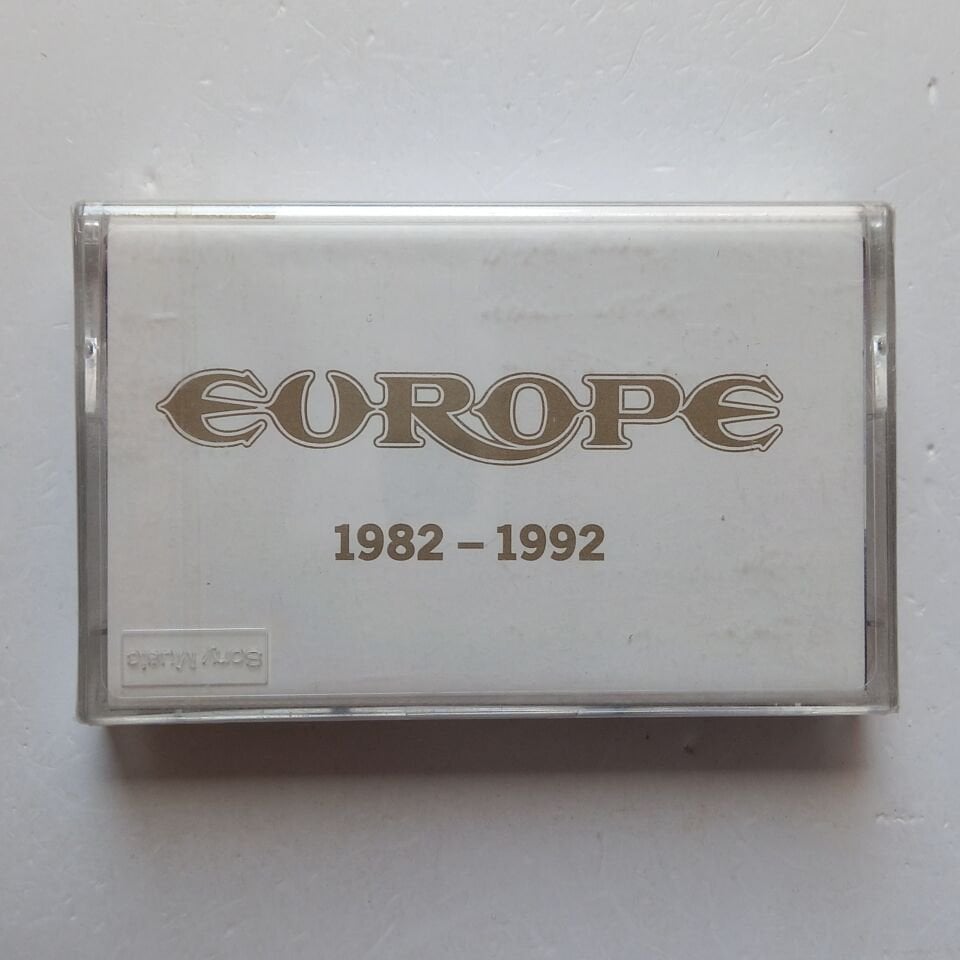 EUROPE
1982 – 1992
Sony Music